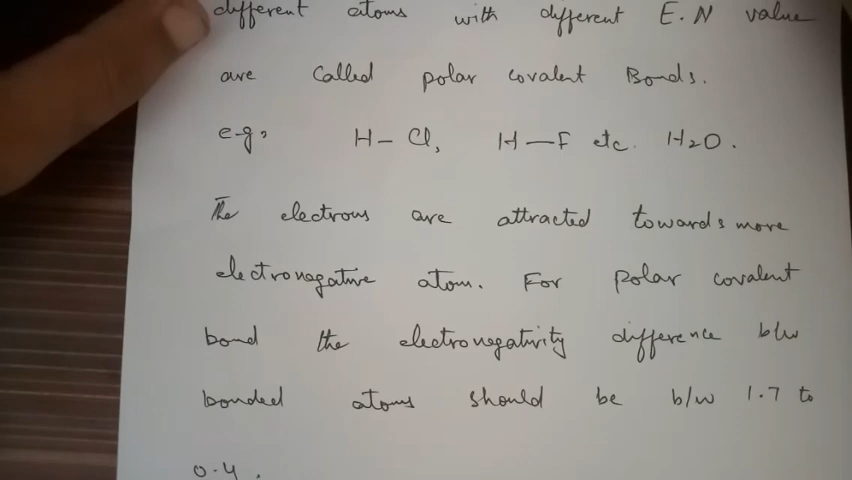 different atoms with different E.N value
are called polar covalent Bonds.
e-g, H-Cl, H-F etc. H2O.
The electrons are attracted towards more
electronegative atom. For polar covalent
bond the electronegativity difference b/w
bonded atoms should be b/w 1.7 to
0.4.